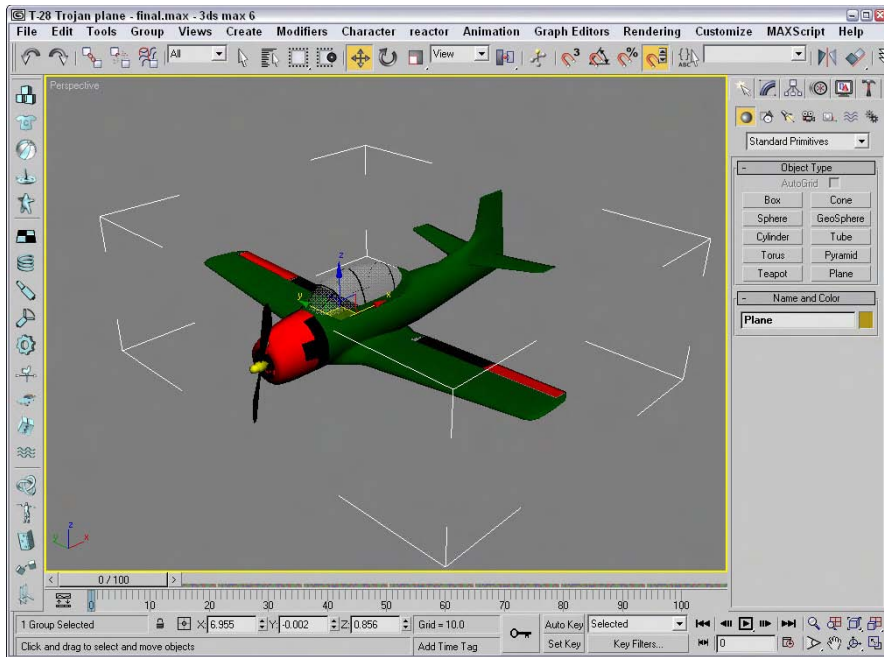 T-28 Trojan plane - final.max - 3ds max 6
File Edit Tools Group Views Create Modifiers Character reactor Animation Graph Editors Rendering Customize MAXScript Help
All View
Perspective
Standard Primitives
- Object Type
AutoGrid
Box Cone
Sphere GeoSphere
Cylinder Tube
Torus Pyramid
Teapot Plane
- Name and Color
Plane
z
y x
z
y x
< 0 / 100 >
0 10 20 30 40 50 60 70 80 90 100
1 Group Selected X: 6.955 Y: -0.002 Z: 0.856 Grid = 10.0 Auto Key Selected
Click and drag to select and move objects Add Time Tag Set Key Key Filters... 0